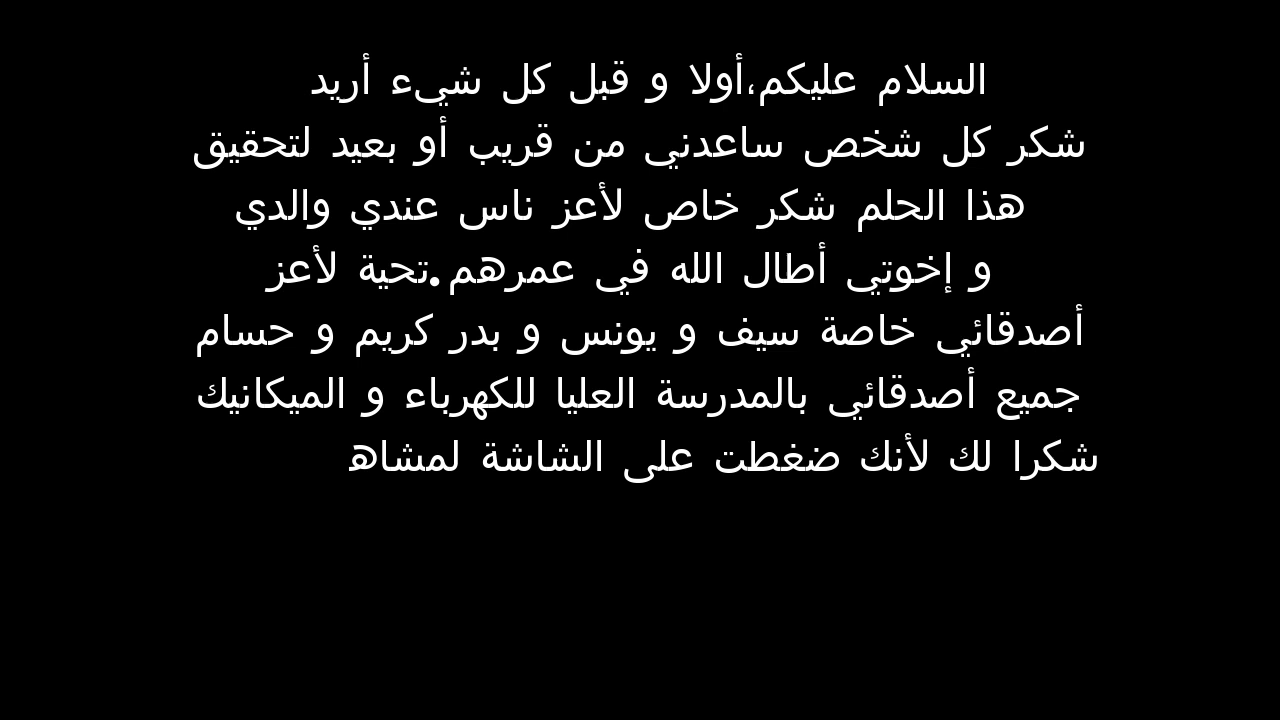 السلام عليكم،أولا و قبل كل شيء أريد
شكر كل شخص ساعدني من قريب أو بعيد لتحقيق
هذا الحلم شكر خاص لأعز ناس عندي والدي
و إخوتي أطال الله في عمرهم.تحية لأعز
أصدقائي خاصة سيف و يونس و بدر كريم و حسام
جميع أصدقائي بالمدرسة العليا للكهرباء و الميكانيك
شكرا لك لأنك ضغطت على الشاشة لمشاه